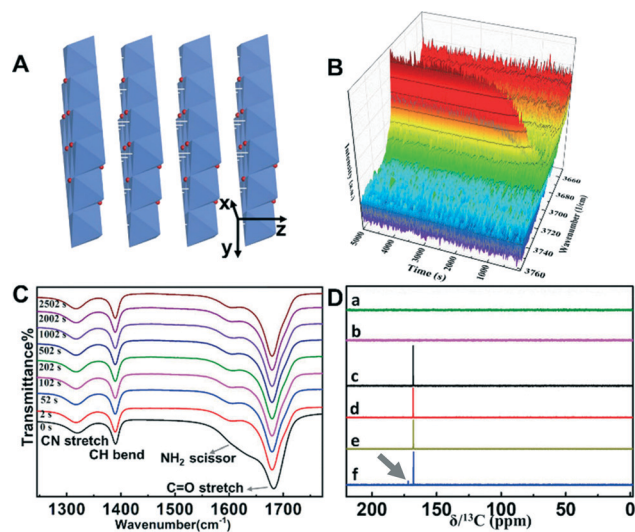 A
x
y
z
B
5000
4000
3000
2000
1000
Time (s)
3660
3680
3700
3720
3740
3760
Wavenumber (1/cm)
C
2502 s
2002 s
1002 s
502 s
202 s
102 s
52 s
2 s
0 s
CN stretch
CH bend
NH₂ scissor
C=O stretch
Transmittance%
1300
1400
1500
1600
1700
Wavenumber(cm⁻¹)
D
a
b
c
d
e
f
200
150
100
50
0
δ/¹³C (ppm)